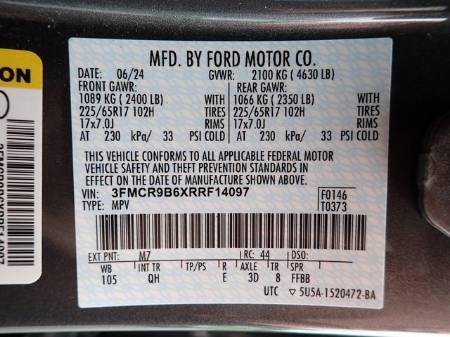 MFD. BY FORD MOTOR CO.
DATE: 06/24 GVWR: 2100 KG (4630 LB)
FRONT GAWR: REAR GAWR:
1089 KG (2400 LB) WITH 1066 KG (2350 LB) WITH
225/65R17 102H TIRES 225/65R17 102H TIRES
17x7.0J RIMS 17x7.0J RIMS
AT 230 kPa/ 33 PSI COLD AT 230 kPa/ 33 PSI COLD
THIS VEHICLE CONFORMS TO ALL APPLICABLE FEDERAL MOTOR
VEHICLE SAFETY AND THEFT PREVENTION STANDARDS IN
EFFECT ON THE DATE OF MANUFACTURE SHOWN ABOVE.
VIN: 3FMCR9B6XRRF14097 F0146
TYPE: MPV T0373
EXT PNT: M7 RC: 44 DSO:
WB INT TR TP/PS R AX TR SPR
105 QH E 3D 8 FFBB
UTC 5U5A-1520472-BA
ON